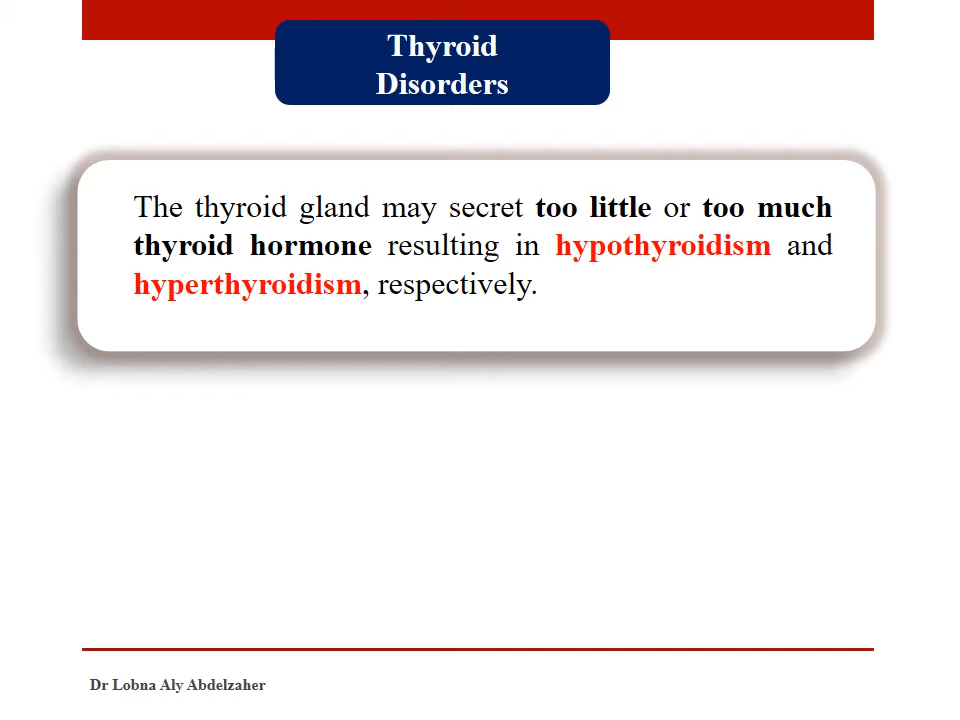 Thyroid
Disorders
The thyroid gland may secret too little or too much
thyroid hormone resulting in hypothyroidism and
hyperthyroidism, respectively.
Dr Lobna Aly Abdelzaher